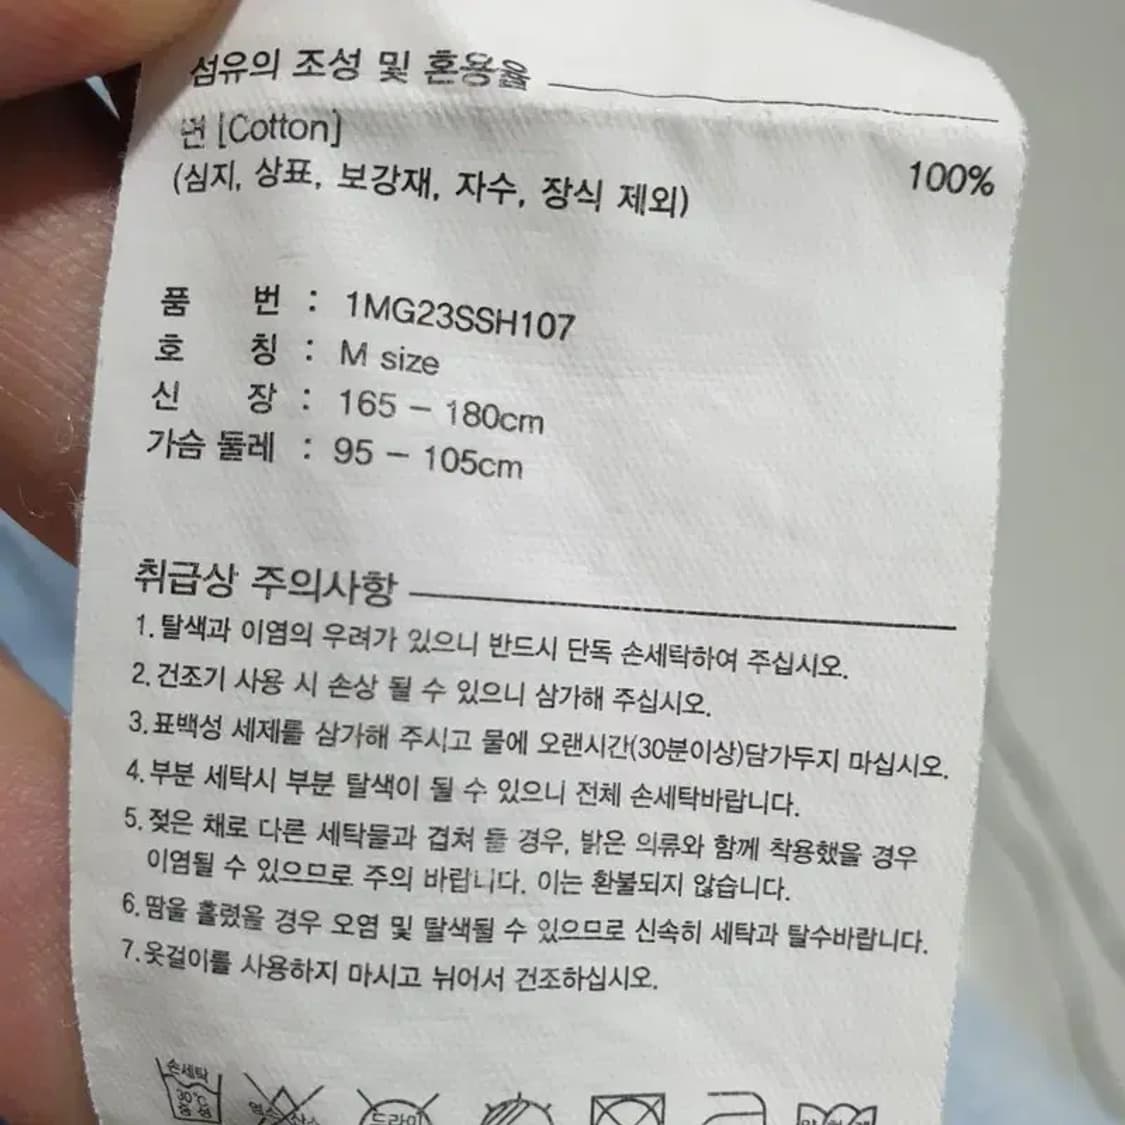 섬유의 조성 및 혼용율
면 [Cotton] 100%
(심지, 상표, 보강재, 자수, 장식 제외)
품 번 : 1MG23SSH107
호 칭 : M size
신 장 : 165 - 180cm
가슴 둘레 : 95 - 105cm
취급상 주의사항
1. 탈색과 이염의 우려가 있으니 반드시 단독 손세탁하여 주십시오.
2. 건조기 사용 시 손상 될 수 있으니 삼가해 주십시오.
3. 표백성 세제를 삼가해 주시고 물에 오랜시간(30분이상)담가두지 마십시오.
4. 부분 세탁시 부분 탈색이 될 수 있으니 전체 손세탁바랍니다.
5. 젖은 채로 다른 세탁물과 겹쳐 둘 경우, 밝은 의류와 함께 착용했을 경우
이염될 수 있으므로 주의 바랍니다. 이는 환불되지 않습니다.
6. 땀을 흘렸을 경우 오염 및 탈색될 수 있으므로 신속히 세탁과 탈수바랍니다.
7. 옷걸이를 사용하지 마시고 뉘어서 건조하십시오.
손세탁 드라이